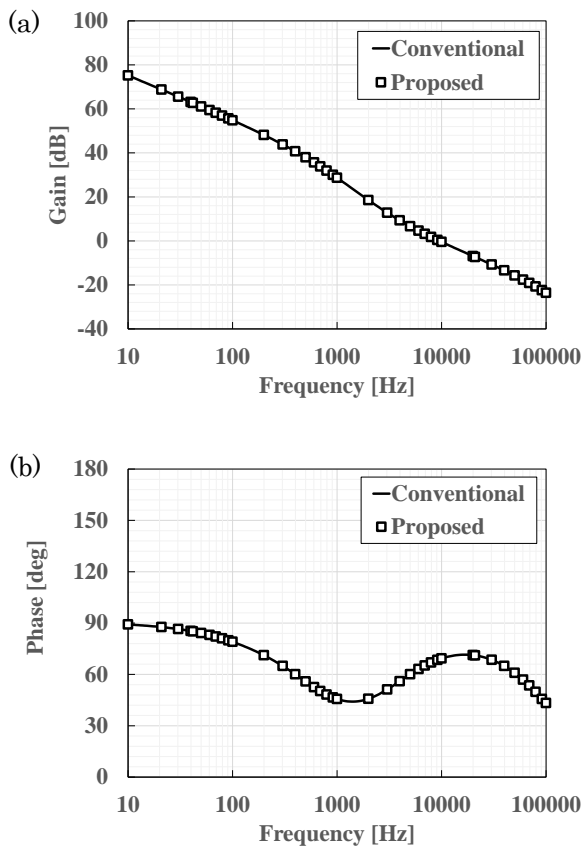 (a)
Gain [dB]
100
80
60
40
20
0
-20
-40
Conventional
Proposed
10 100 1000 10000 100000
Frequency [Hz]
(b)
Phase [deg]
180
150
120
90
60
30
0
Conventional
Proposed
10 100 1000 10000 100000
Frequency [Hz]